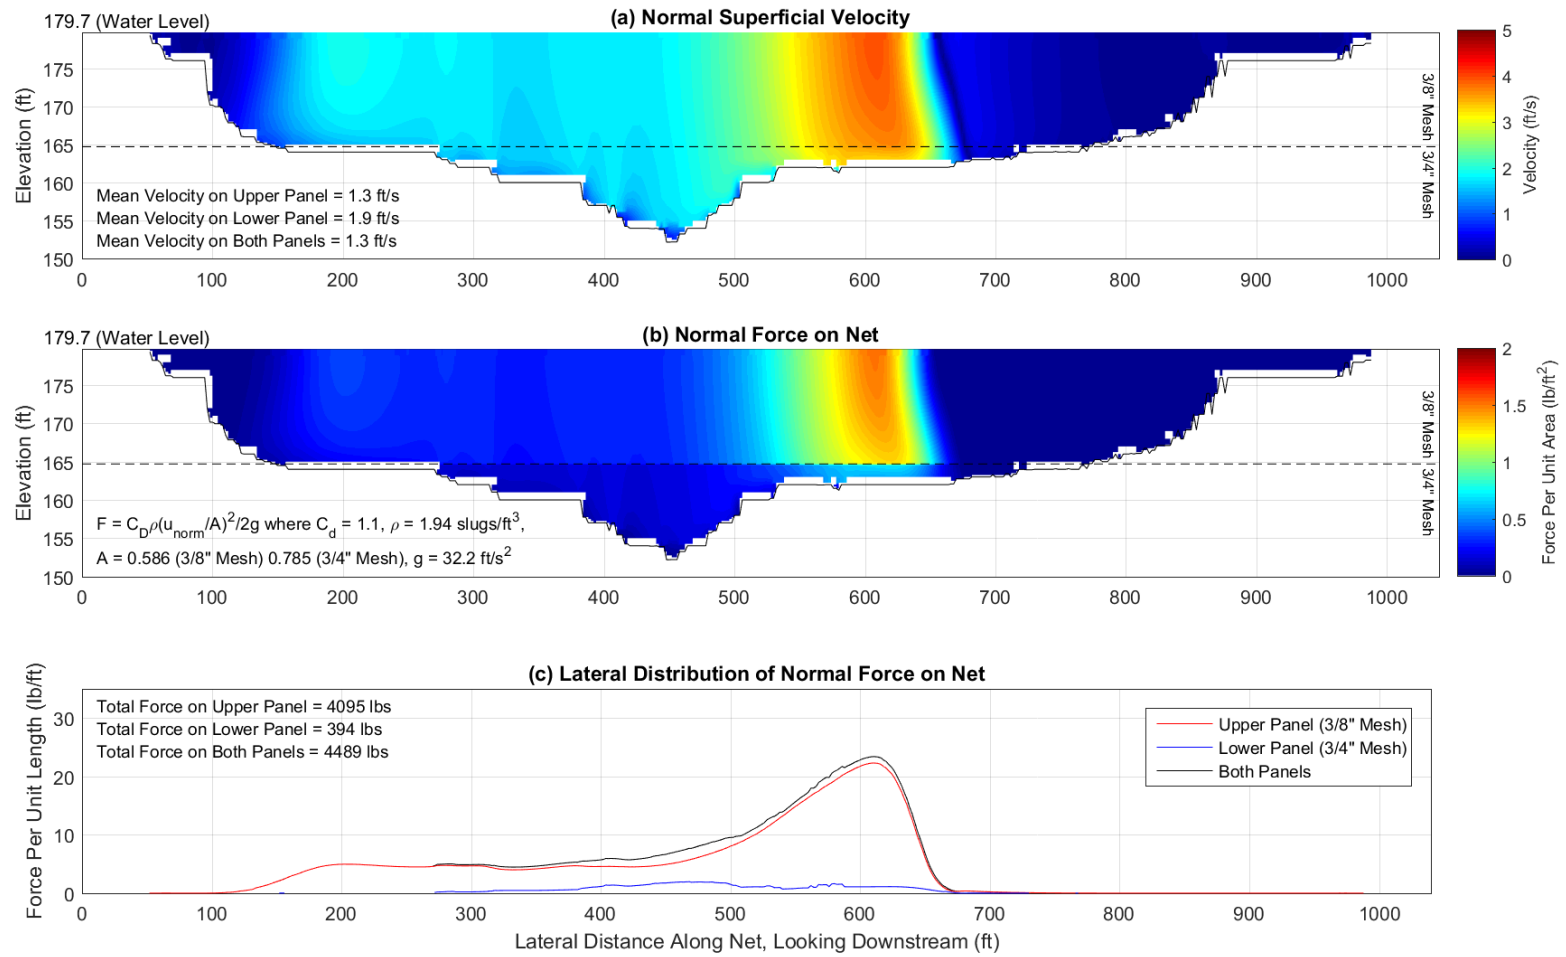 179.7 (Water Level)
(a) Normal Superficial Velocity
Elevation (ft)
175
170
165
160
155
150
Mean Velocity on Upper Panel = 1.3 ft/s
Mean Velocity on Lower Panel = 1.9 ft/s
Mean Velocity on Both Panels = 1.3 ft/s
3/8" Mesh
3/4" Mesh
0 100 200 300 400 500 600 700 800 900 1000
5
4
3
2
1
0
Velocity (ft/s)
179.7 (Water Level)
(b) Normal Force on Net
Elevation (ft)
175
170
165
160
155
150
F = C_Dρ(u_norm/A)^2/2g where C_d = 1.1, ρ = 1.94 slugs/ft^3,
A = 0.586 (3/8" Mesh) 0.785 (3/4" Mesh), g = 32.2 ft/s^2
3/8" Mesh
3/4" Mesh
0 100 200 300 400 500 600 700 800 900 1000
2
1.5
1
0.5
0
Force Per Unit Area (lb/ft^2)
(c) Lateral Distribution of Normal Force on Net
Force Per Unit Length (lb/ft)
30
20
10
0
Total Force on Upper Panel = 4095 lbs
Total Force on Lower Panel = 394 lbs
Total Force on Both Panels = 4489 lbs
Upper Panel (3/8" Mesh)
Lower Panel (3/4" Mesh)
Both Panels
0 100 200 300 400 500 600 700 800 900 1000
Lateral Distance Along Net, Looking Downstream (ft)